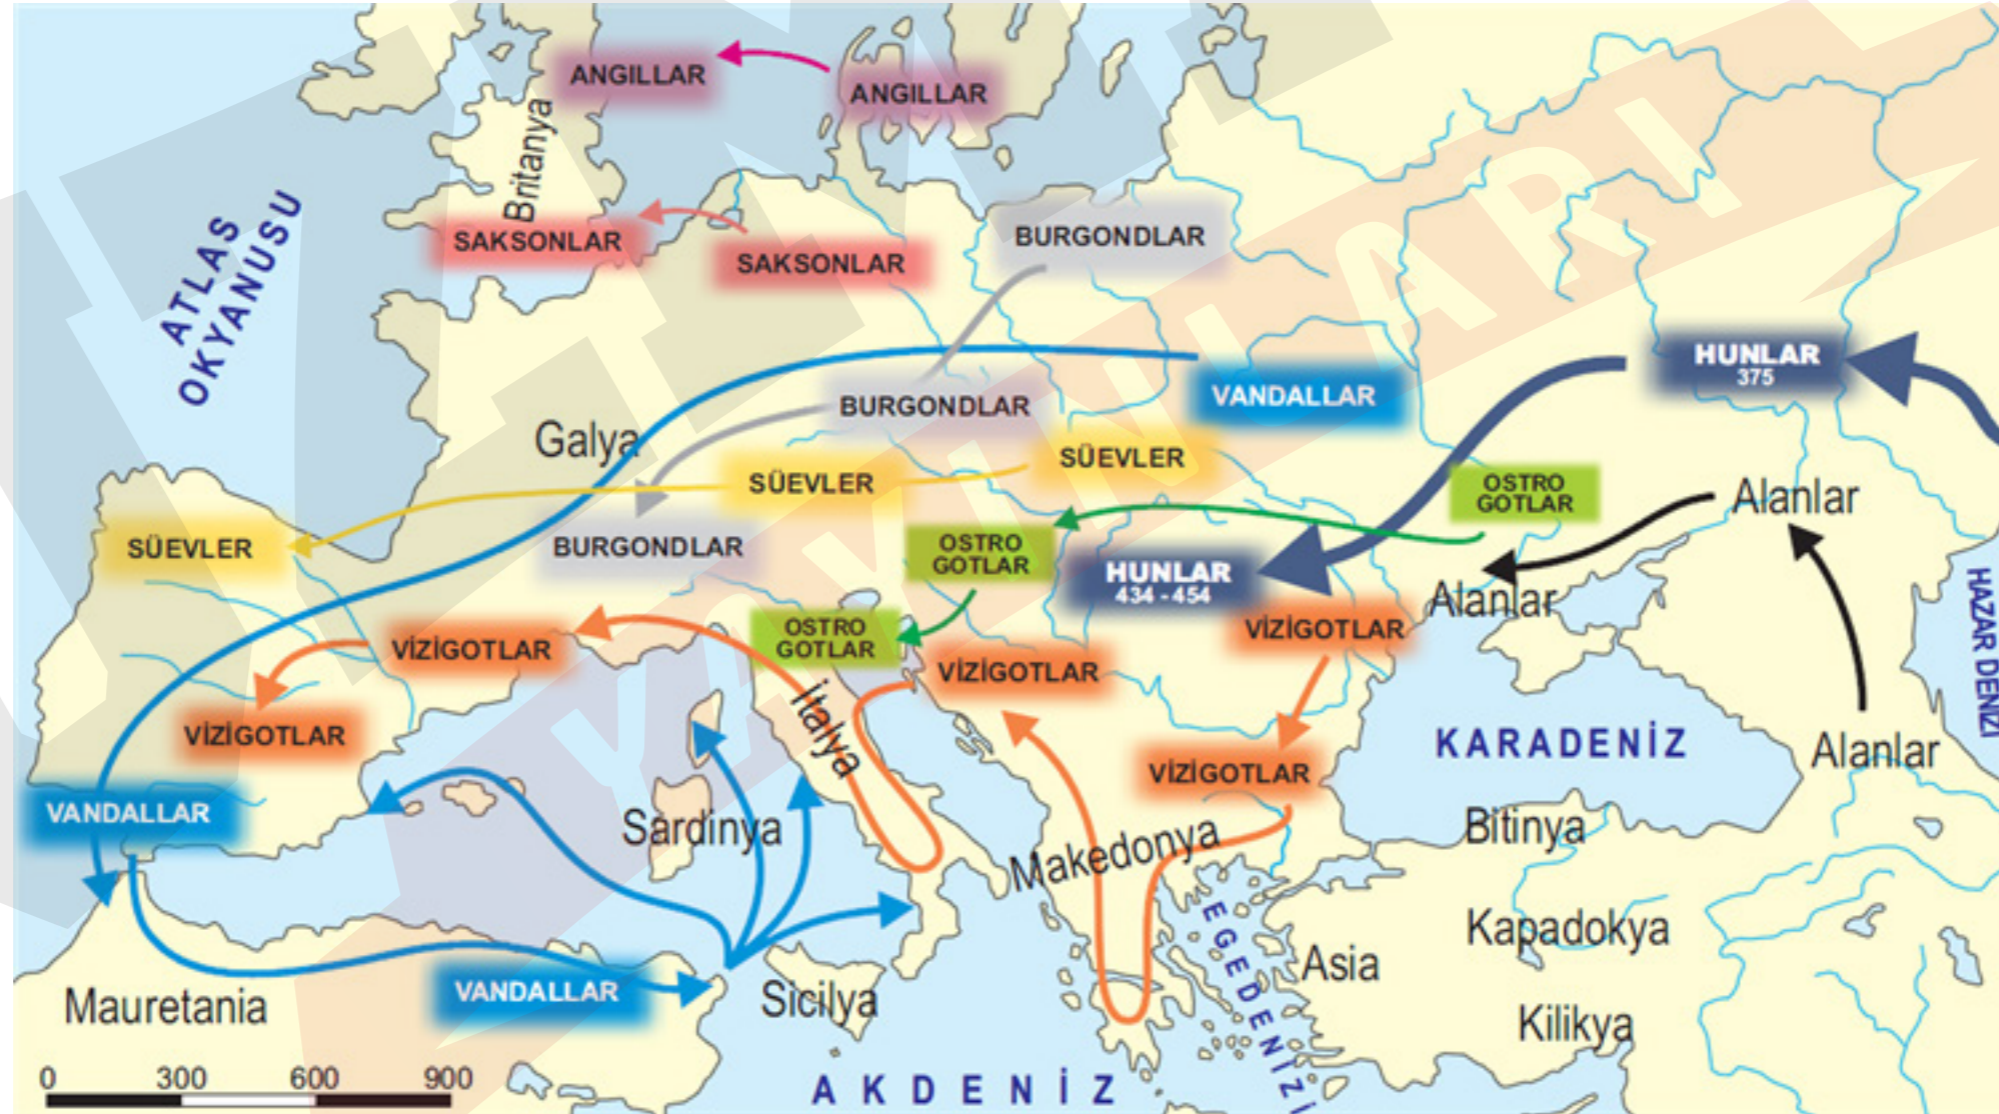 ANGILLAR
ANGILLAR
Britanya
ATLAS
OKYANUSU
SAKSONLAR
SAKSONLAR
BURGONDLAR
HUNLAR
375
VANDALLAR
BURGONDLAR
Galya
SÜEVLER
SÜEVLER
OSTRO
GOTLAR
Alanlar
SÜEVLER
BURGONDLAR
OSTRO
GOTLAR
HUNLAR
434 - 454
Alanlar
HAZAR DENİZİ
VİZİGOTLAR
OSTRO
GOTLAR
VİZİGOTLAR
VİZİGOTLAR
VİZİGOTLAR
İtalya
KARADENİZ
Alanlar
VİZİGOTLAR
VANDALLAR
Sardinya
Makedonya
Bitinya
EGE DENİZİ
Kapadokya
Asia
VANDALLAR
Mauretania
Sicilya
Kilikya
0 300 600 900
AKDENİZ
YAYINLARI